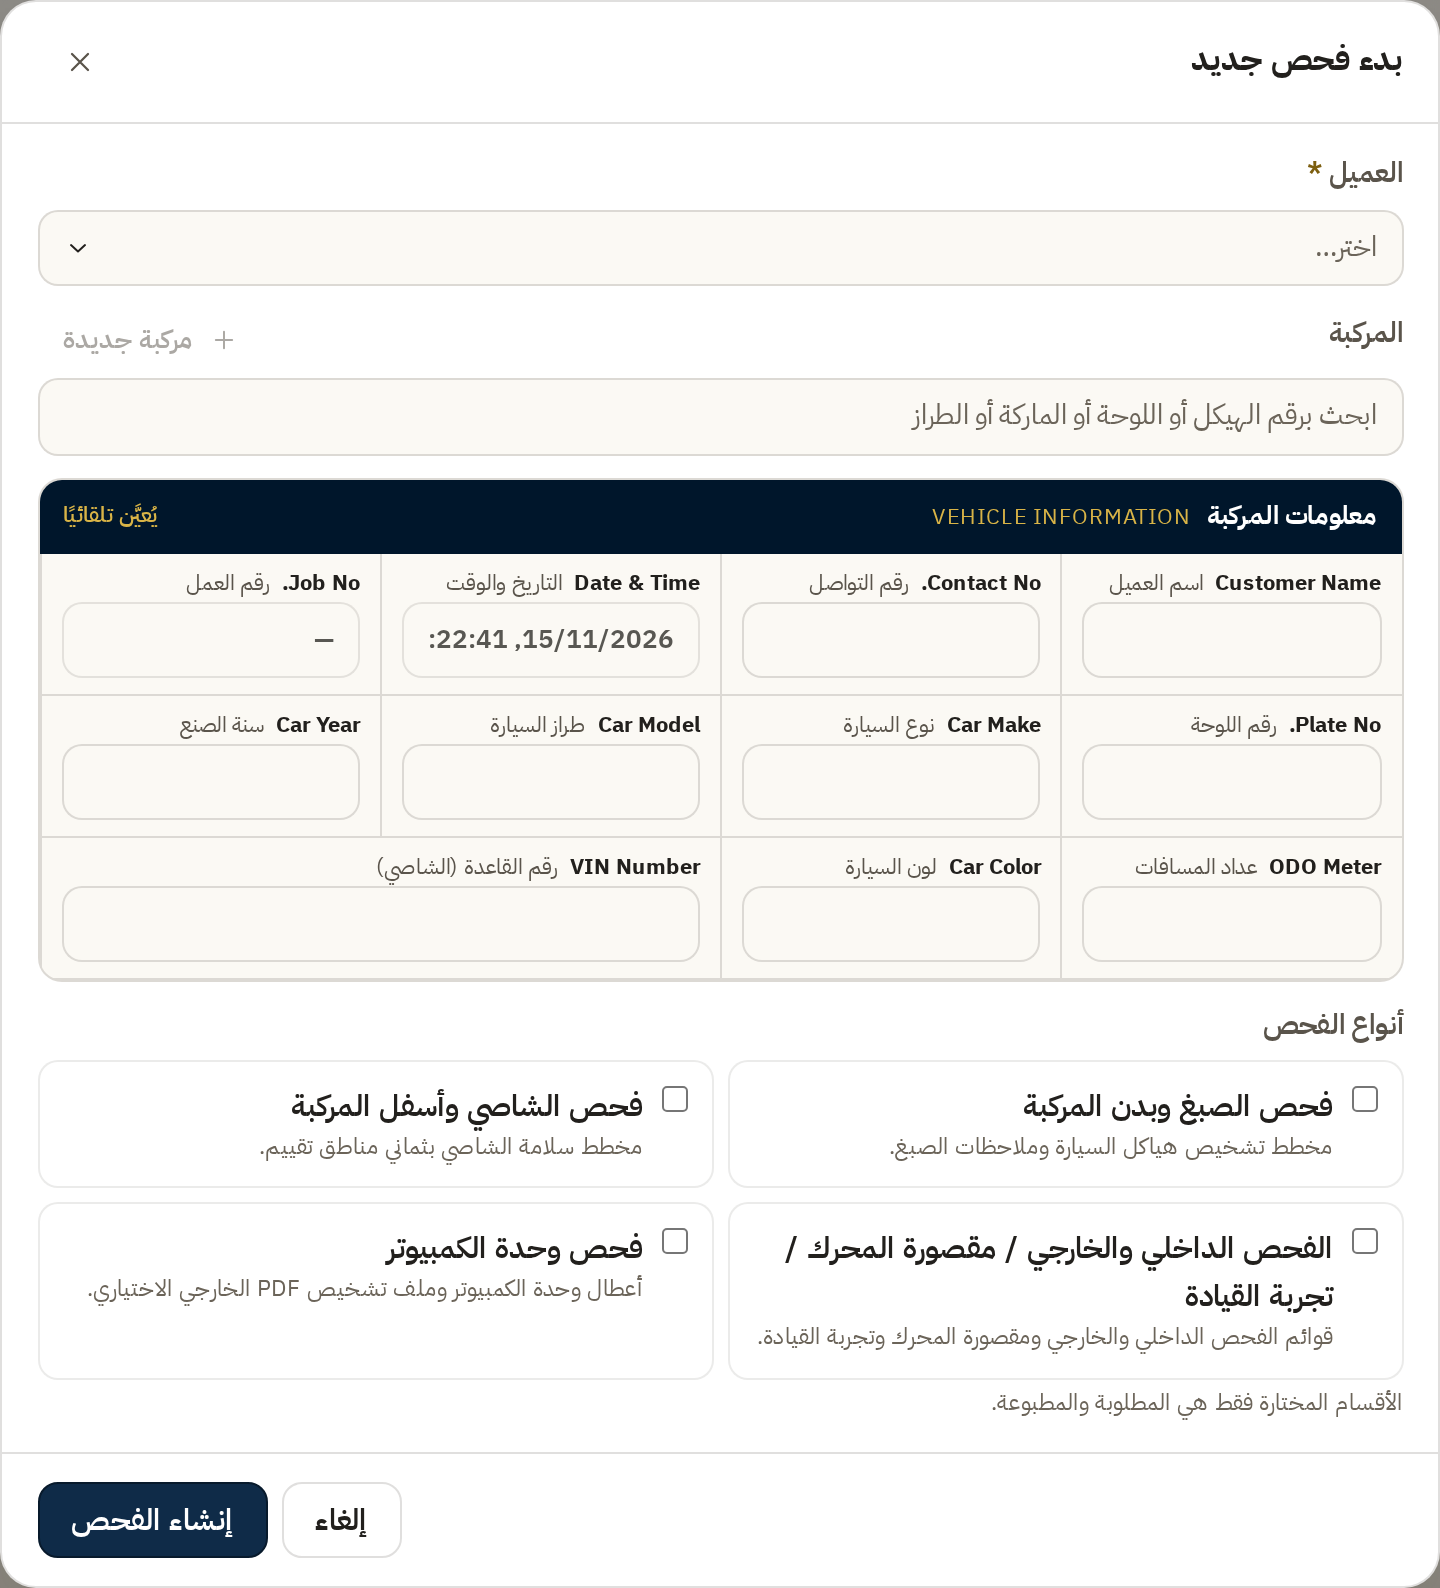 بدء فحص جديد
العميل *
اختر...
المركبة
مركبة جديدة
ابحث برقم الهيكل أو اللوحة أو الماركة أو الطراز
معلومات المركبة VEHICLE INFORMATION يُعيَّن تلقائيًا
Customer Name اسم العميل
Contact No. رقم التواصل
Date & Time التاريخ والوقت
15/11/2026, 22:41:
Job No. رقم العمل
—
Plate No. رقم اللوحة
Car Make نوع السيارة
Car Model طراز السيارة
Car Year سنة الصنع
ODO Meter عداد المسافات
Car Color لون السيارة
VIN Number رقم القاعدة (الشاصي)
أنواع الفحص
فحص الصبغ وبدن المركبة
مخطط تشخيص هياكل السيارة وملاحظات الصبغ.
فحص الشاصي وأسفل المركبة
مخطط سلامة الشاصي بثماني مناطق تقييم.
الفحص الداخلي والخارجي / مقصورة المحرك /
تجربة القيادة
قوائم الفحص الداخلي والخارجي ومقصورة المحرك وتجربة القيادة.
فحص وحدة الكمبيوتر
أعطال وحدة الكمبيوتر وملف تشخيص PDF الخارجي الاختياري.
الأقسام المختارة فقط هي المطلوبة والمطبوعة.
إلغاء
إنشاء الفحص